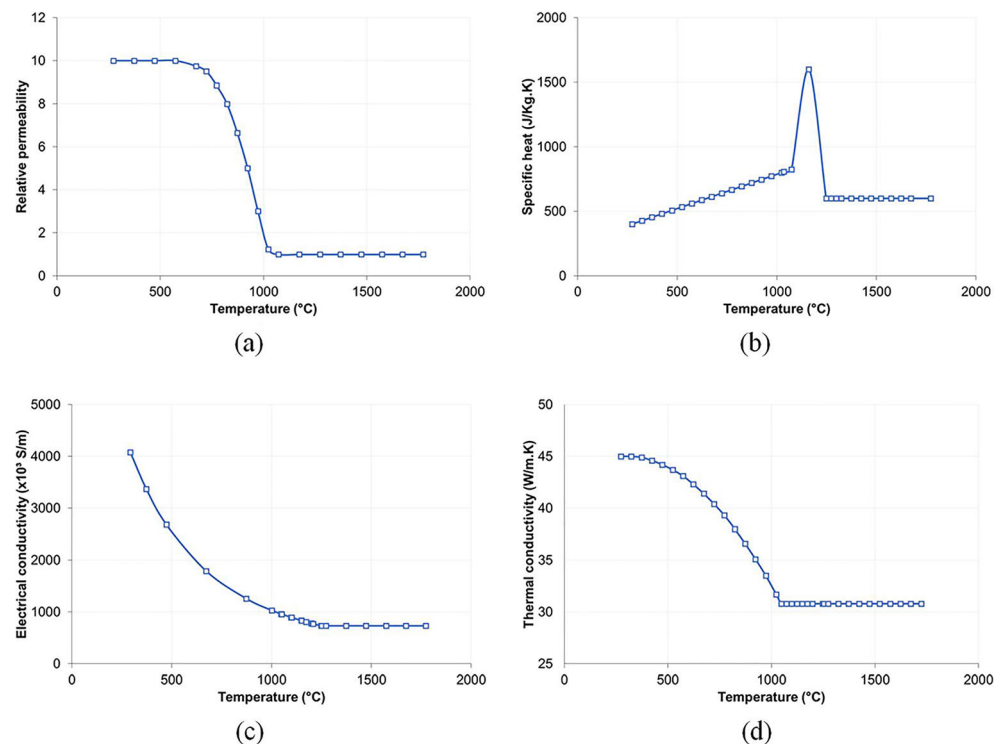 12
10
8
6
4
2
0
0 500 1000 1500 2000
Relative permeability
Temperature (°C)
(a)
2000
1500
1000
500
0
0 500 1000 1500 2000
Specific heat (J/Kg.K)
Temperature (°C)
(b)
5000
4000
3000
2000
1000
0
0 500 1000 1500 2000
Electrical conductivity (x10³ S/m)
Temperature (°C)
(c)
50
45
40
35
30
25
0 500 1000 1500 2000
Thermal conductivity (W/m.K)
Temperature (°C)
(d)